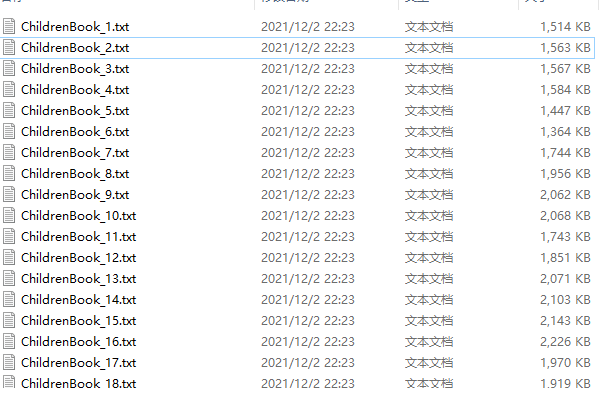 ChildrenBook_1.txt 2021/12/2 22:23 文本文档 1,514 KB
ChildrenBook_2.txt 2021/12/2 22:23 文本文档 1,563 KB
ChildrenBook_3.txt 2021/12/2 22:23 文本文档 1,567 KB
ChildrenBook_4.txt 2021/12/2 22:23 文本文档 1,584 KB
ChildrenBook_5.txt 2021/12/2 22:23 文本文档 1,447 KB
ChildrenBook_6.txt 2021/12/2 22:23 文本文档 1,364 KB
ChildrenBook_7.txt 2021/12/2 22:23 文本文档 1,744 KB
ChildrenBook_8.txt 2021/12/2 22:23 文本文档 1,956 KB
ChildrenBook_9.txt 2021/12/2 22:23 文本文档 2,062 KB
ChildrenBook_10.txt 2021/12/2 22:23 文本文档 2,068 KB
ChildrenBook_11.txt 2021/12/2 22:23 文本文档 1,743 KB
ChildrenBook_12.txt 2021/12/2 22:23 文本文档 1,851 KB
ChildrenBook_13.txt 2021/12/2 22:23 文本文档 2,071 KB
ChildrenBook_14.txt 2021/12/2 22:23 文本文档 2,103 KB
ChildrenBook_15.txt 2021/12/2 22:23 文本文档 2,143 KB
ChildrenBook_16.txt 2021/12/2 22:23 文本文档 2,226 KB
ChildrenBook_17.txt 2021/12/2 22:23 文本文档 1,970 KB
ChildrenBook_18.txt 2021/12/2 22:23 文本文档 1,919 KB